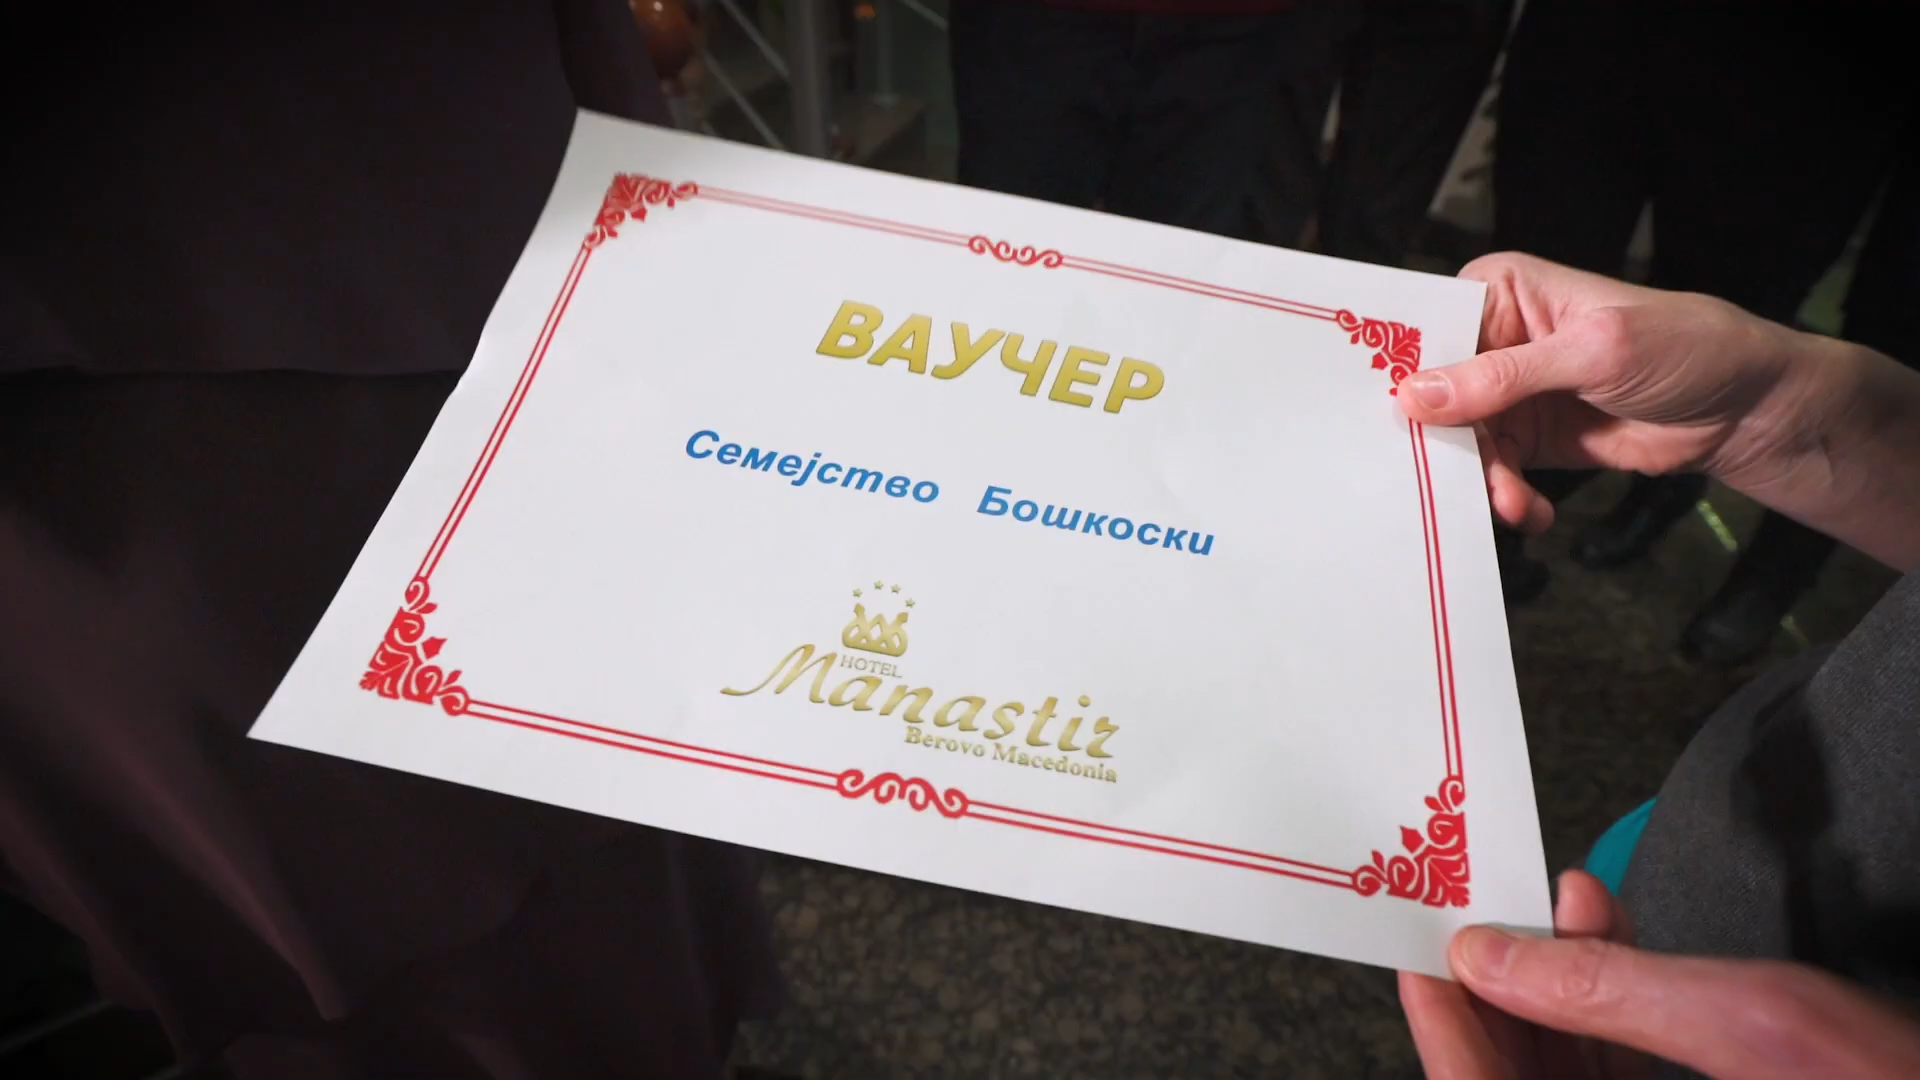 ВАУЧЕР
Семејство Бошкоски
HOTEL
Manastir
Berovo Macedonia